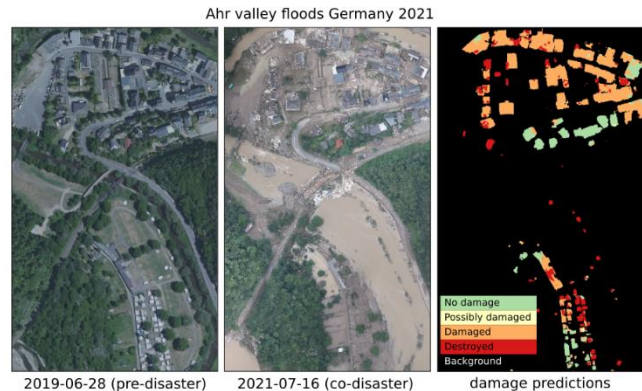 Ahr valley floods Germany 2021
No damage
Possibly damaged
Damaged
Destroyed
Background
2019-06-28 (pre-disaster)
2021-07-16 (co-disaster)
damage predictions